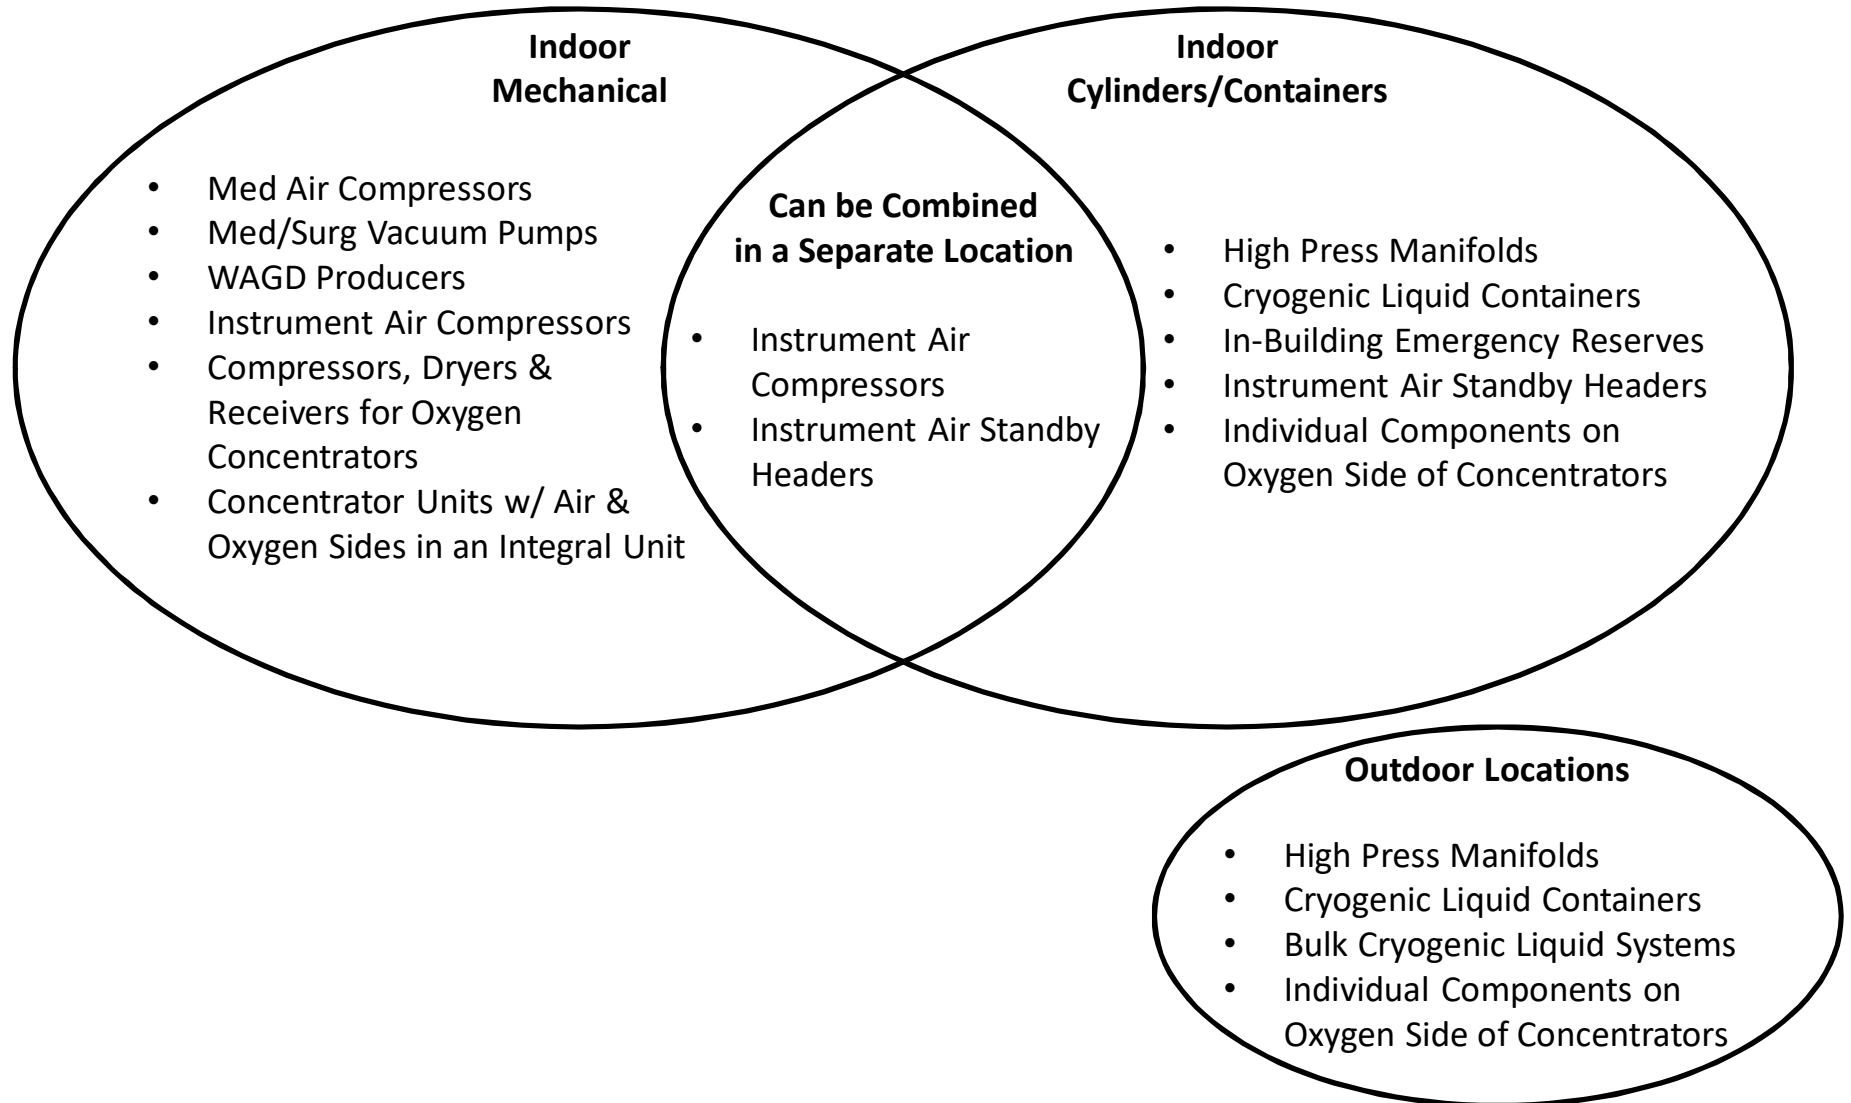 Indoor
Mechanical
• Med Air Compressors
• Med/Surg Vacuum Pumps
• WAGD Producers
• Instrument Air Compressors
• Compressors, Dryers &
Receivers for Oxygen
Concentrators
• Concentrator Units w/ Air &
Oxygen Sides in an Integral Unit
Can be Combined
in a Separate Location
• Instrument Air
Compressors
• Instrument Air Standby
Headers
Indoor
Cylinders/Containers
• High Press Manifolds
• Cryogenic Liquid Containers
• In-Building Emergency Reserves
• Instrument Air Standby Headers
• Individual Components on
Oxygen Side of Concentrators
Outdoor Locations
• High Press Manifolds
• Cryogenic Liquid Containers
• Bulk Cryogenic Liquid Systems
• Individual Components on
Oxygen Side of Concentrators